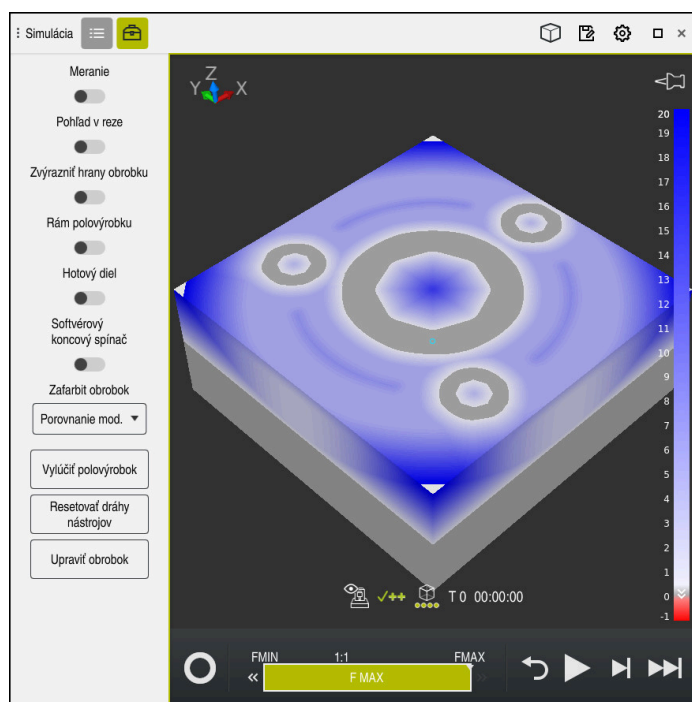 Simulácia
Meranie
Pohľad v reze
Zvýrazniť hrany obrobku
Rám polovýrobku
Hotový diel
Softvérový
koncový spínač
Zafarbit obrobok
Porovnanie mod.
Vylúčiť polovýrobok
Resetovať dráhy
nástrojov
Upraviť obrobok
Z
Y X
20
19
18
17
16
15
14
13
12
11
10
9
8
7
6
5
4
3
2
1
0
-1
T 0 00:00:00
FMIN 1:1 FMAX
F MAX